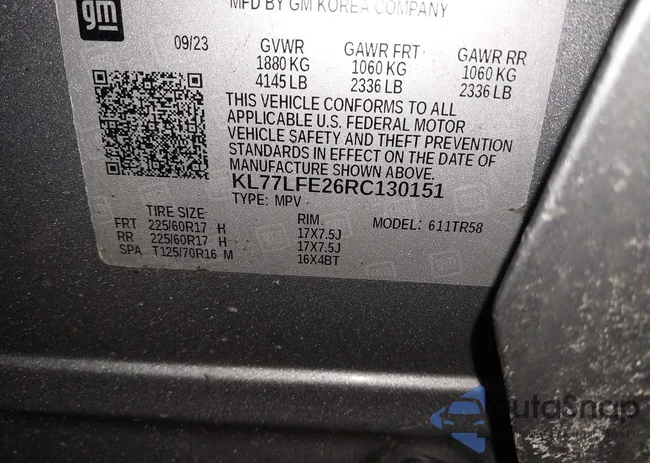 gm
MFD BY GM KOREA COMPANY
09/23 GVWR GAWR FRT GAWR RR
1880 KG 1060 KG 1060 KG
4145 LB 2336 LB 2336 LB
THIS VEHICLE CONFORMS TO ALL
APPLICABLE U.S. FEDERAL MOTOR
VEHICLE SAFETY AND THEFT PREVENTION
STANDARDS IN EFFECT ON THE DATE OF
MANUFACTURE SHOWN ABOVE.
KL77LFE26RC130151
TYPE: MPV
TIRE SIZE: RIM MODEL: 611TR58
FRT 225/60R17 H 17X7.5J
RR 225/60R17 H 17X7.5J
SPA T125/70R16 M 16X4BT
AutoSnap